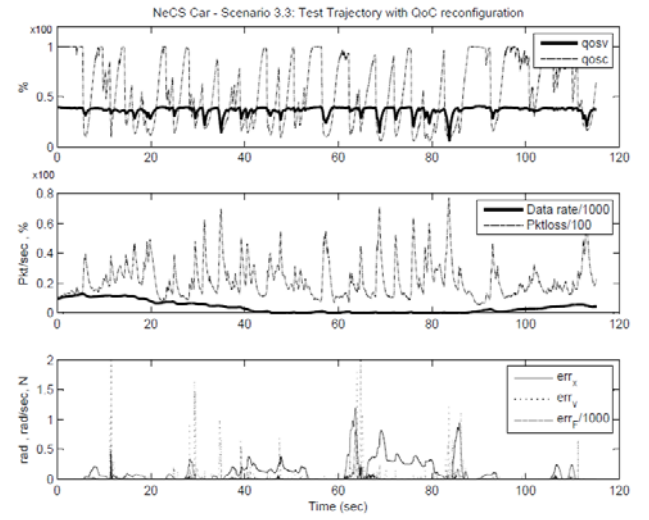 NeCS Car - Scenario 3.3: Test Trajectory with QoC reconfiguration
x100
1
0.5
0
%
qosv
qosc
0 20 40 60 80 100 120
x100
0.8
0.6
0.4
0.2
0
Pkt/sec, %
Data rate/1000
Pktloss/100
0 20 40 60 80 100 120
2
1.5
1
0.5
0
rad, rad/sec, N
err_x
err_v
err_F/1000
0 20 40 60 80 100 120
Time (sec)